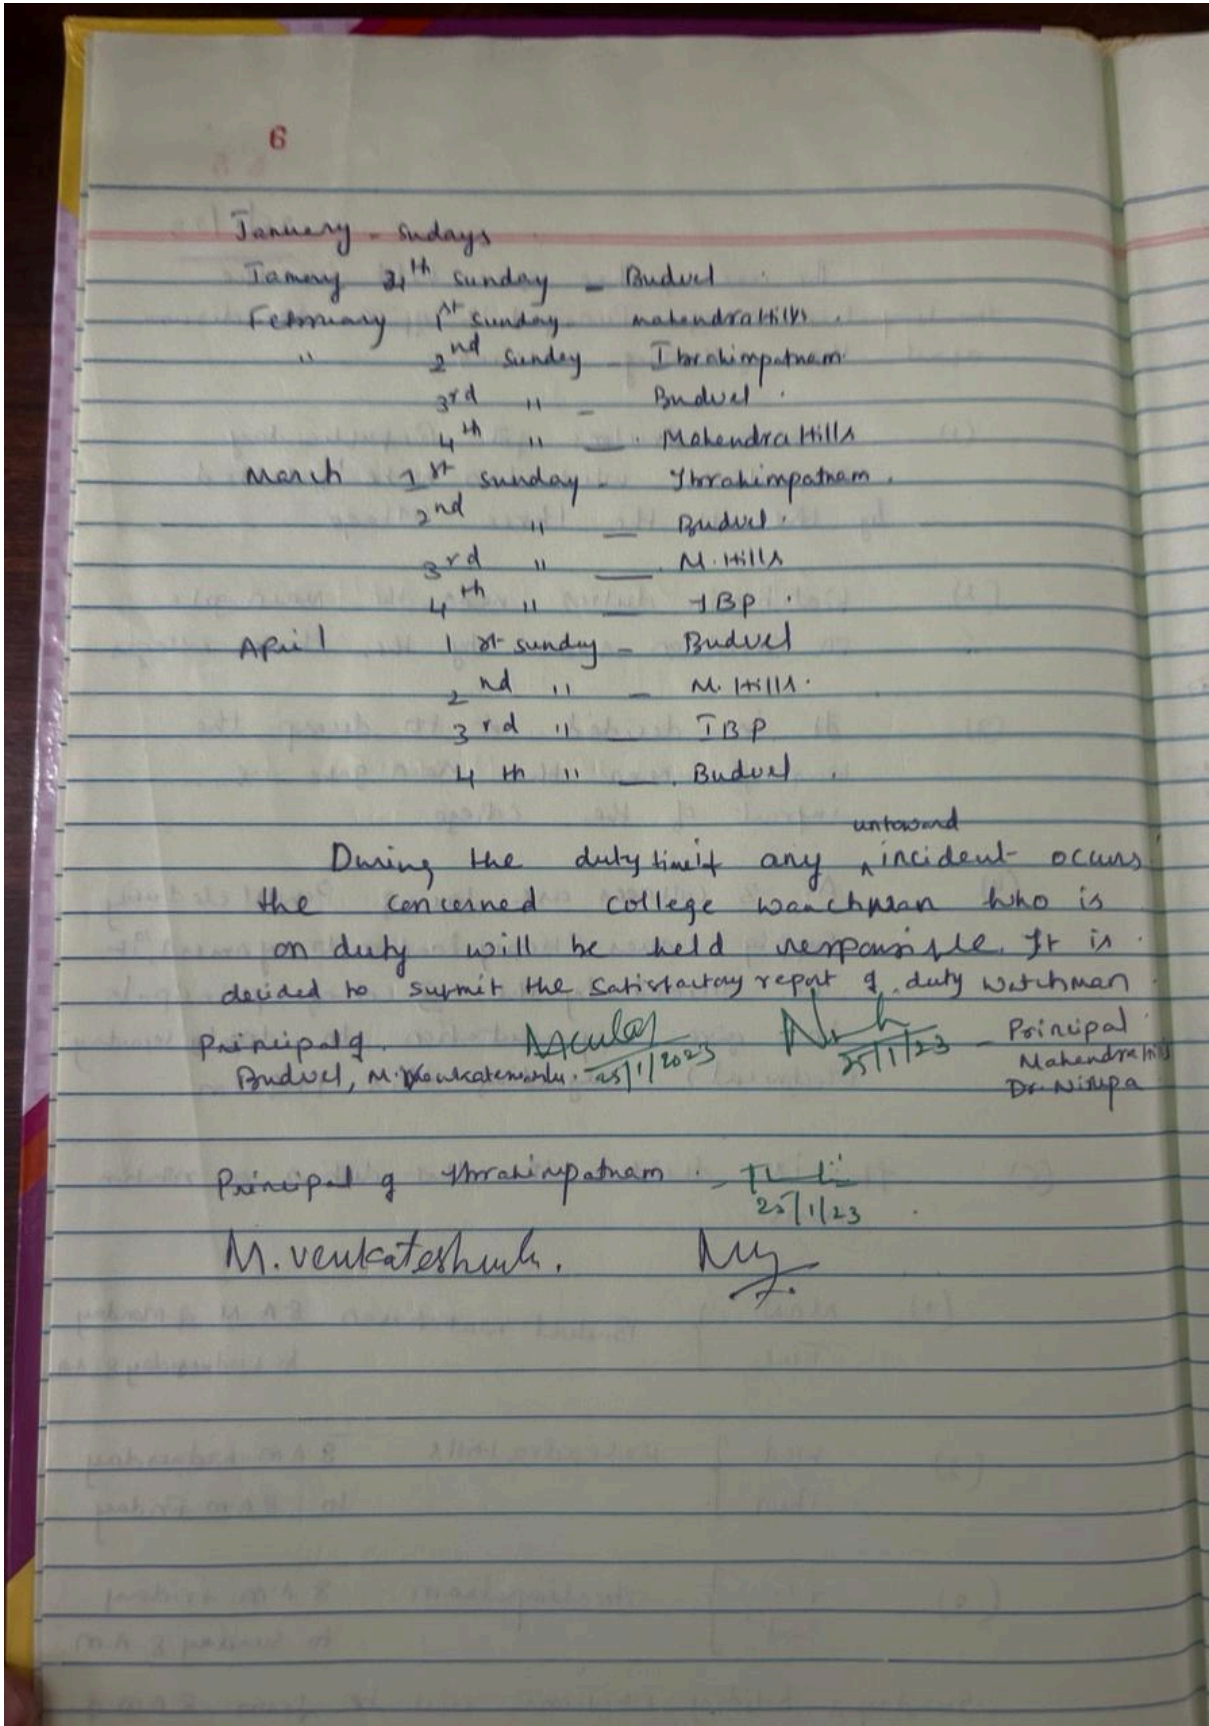 6
January - Sudays
January 4th Sunday - Budvel
February 1st Sunday - Mahendra Hills.
" 2nd Sunday - Ibrahimpatnam
3rd " - Budvel.
4th " - Mahendra Hills
March 1st Sunday - Ibrahimpatnam.
2nd " - Budvel.
3rd " - M. Hills
4th " - IBP.
April 1st Sunday - Budvel
2nd " - M. Hills.
3rd " - IBP
4th " - Budvel.
untoward
During the duty time if any ^ incident occurs
the concerned college waachman who is
on duty will be held responsible. It is
decided to submit the satisfactory report of duty watchman
Principal of 25/1/2023 25/1/23 - Principal
Budvel, M. Mahendra Hills
Dr. Nirupa
Principal of Ibrahimpatnam. -
25/1/23
M. Venkateshwarlu.